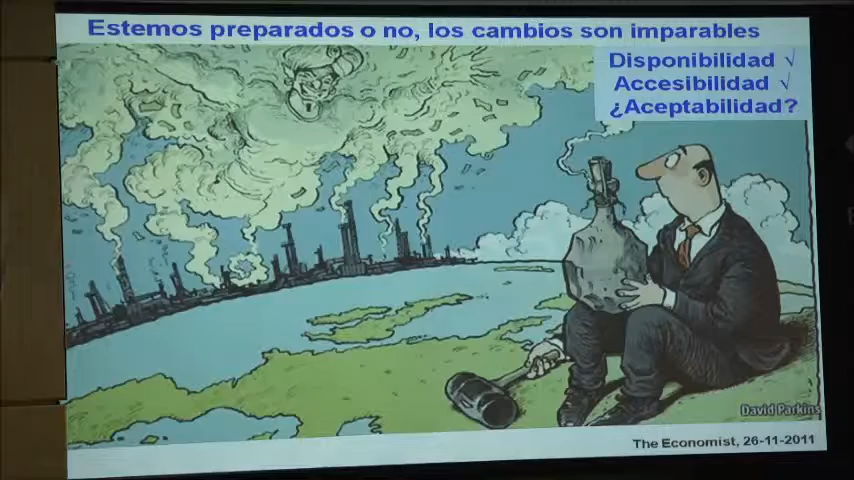 Estemos preparados o no, los cambios son imparables
Disponibilidad √
Accesibilidad √
¿Aceptabilidad?
David Parkins
The Economist, 26-11-2011